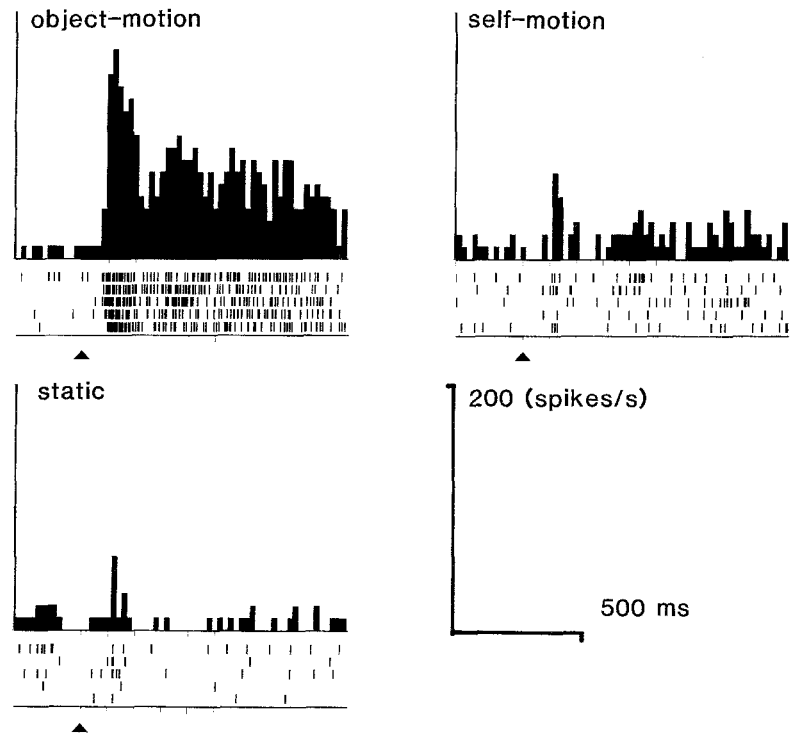 object-motion
self-motion
static
200 (spikes/s)
500 ms